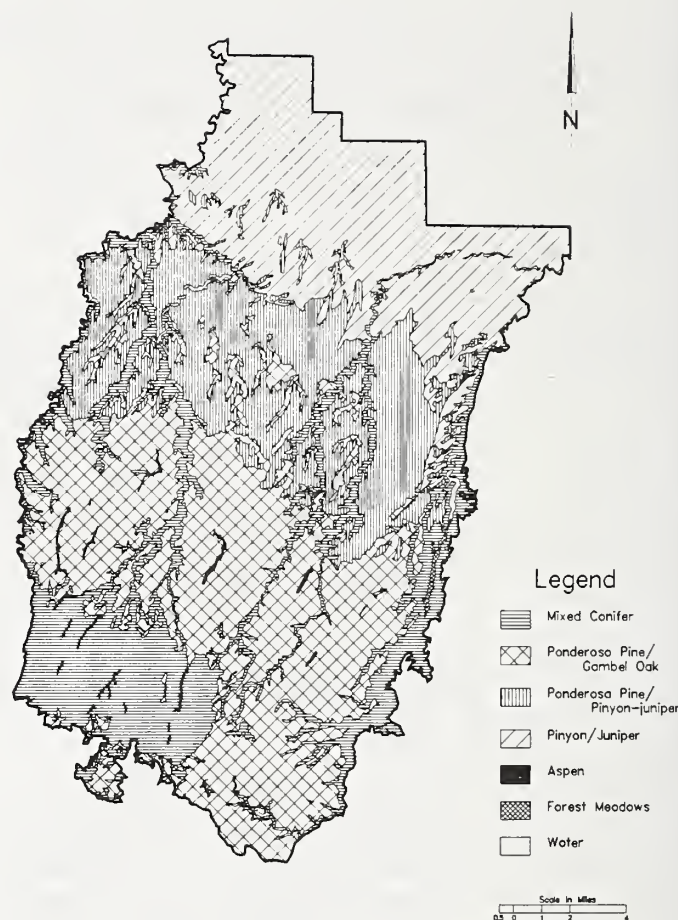 N
Legend
Mixed Conifer
Ponderosa Pine/
Gambel Oak
Ponderosa Pine/
Pinyon-juniper
Pinyon/Juniper
Aspen
Forest Meadows
Water
Scale in Miles
0.5 0 1 2 4